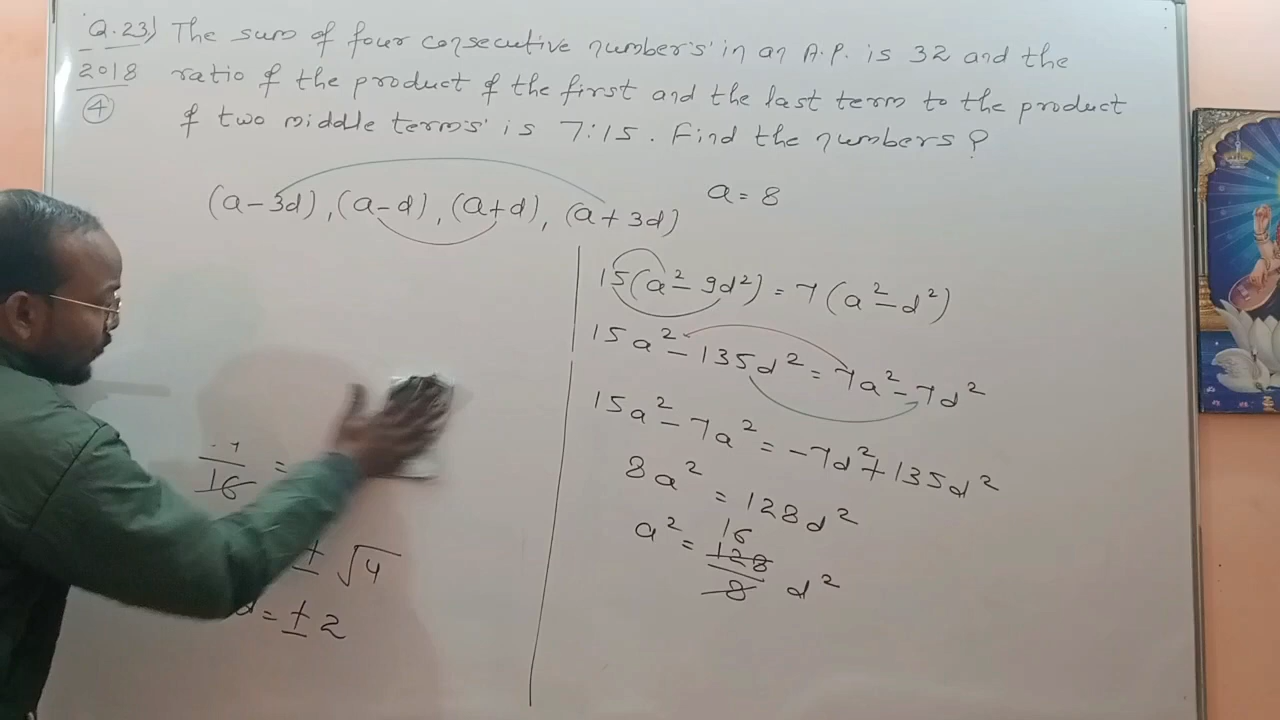 Q.23) The sum of four consecutive number's' in an A.P. is 32 and the
2018 ratio of the product of the first and the last term to the product
④ of two middle terms' is 7:15. Find the numbers?
(a-3d), (a-d), (a+d), (a+3d) a=8
15(a²-9d²)=7(a²-d²)
15a²-135d²=7a²-7d²
15a²-7a²=-7d²+135d²
8a²=128d²
a²=128/8 d²
16
16 =
± √4
d=±2